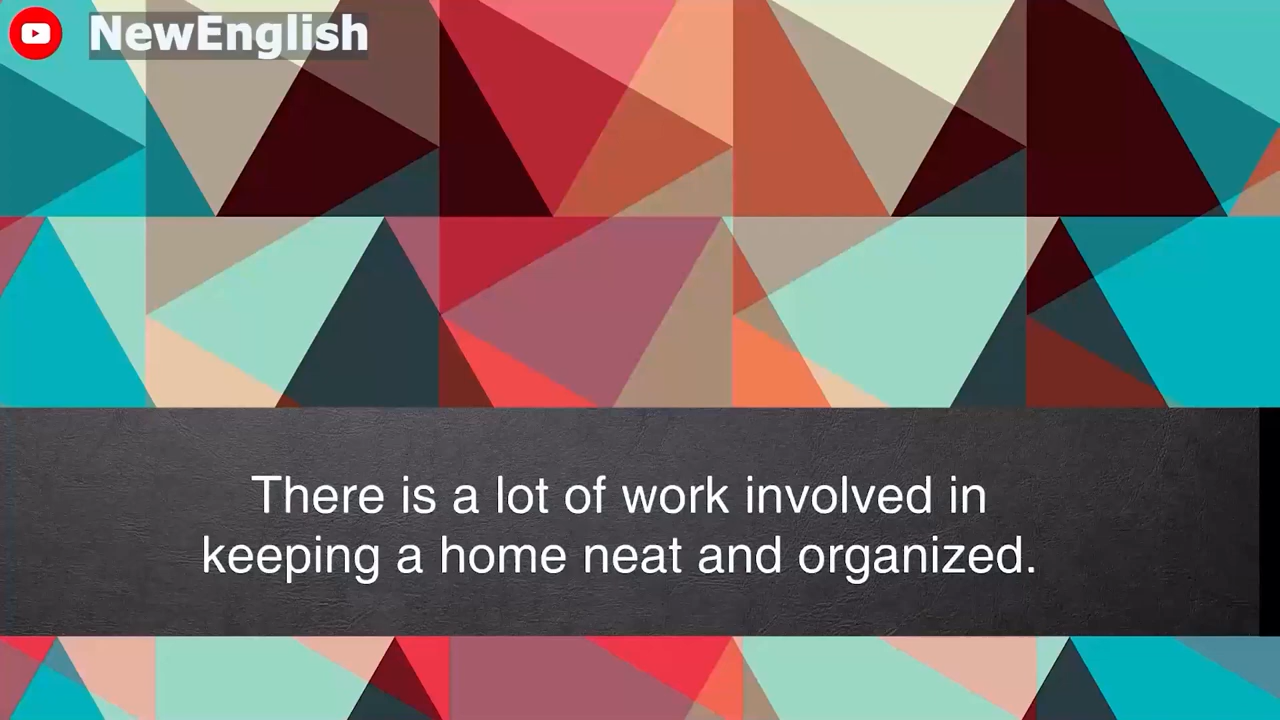 NewEnglish
There is a lot of work involved in
keeping a home neat and organized.